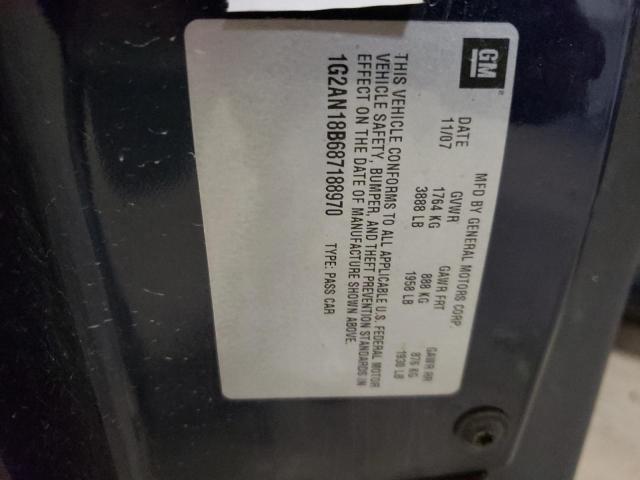 GM
MFD BY GENERAL MOTORS CORP.
DATE GVWR GAWR FRT GAWR RR
11/07 1764 KG 888 KG 876 KG
3888 LB 1958 LB 1930 LB
THIS VEHICLE CONFORMS TO ALL APPLICABLE U.S. FEDERAL MOTOR
VEHICLE SAFETY, BUMPER, AND THEFT PREVENTION STANDARDS IN
EFFECT ON THE DATE OF MANUFACTURE SHOWN ABOVE.
1G2AN18B687188970 TYPE: PASS CAR